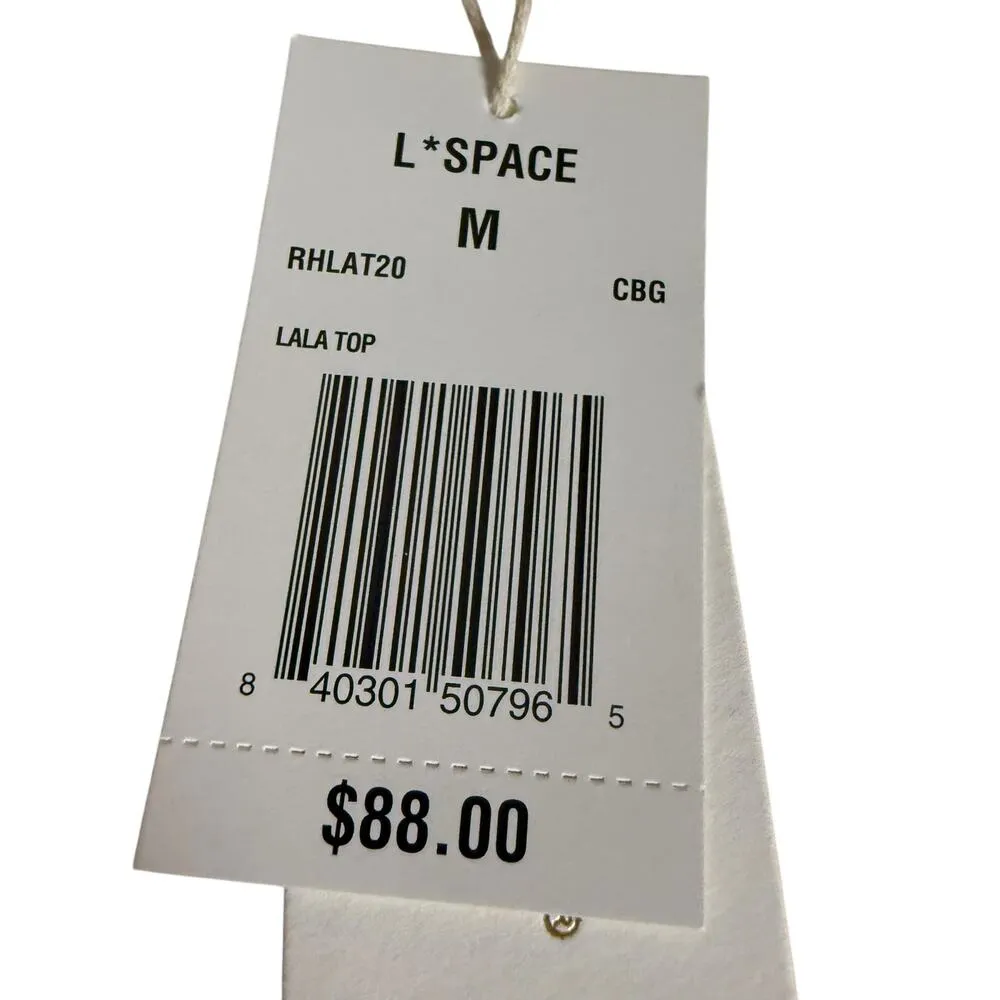 L*SPACE
M
RHLAT20
CBG
LALA TOP
8 40301 50796 5
$88.00